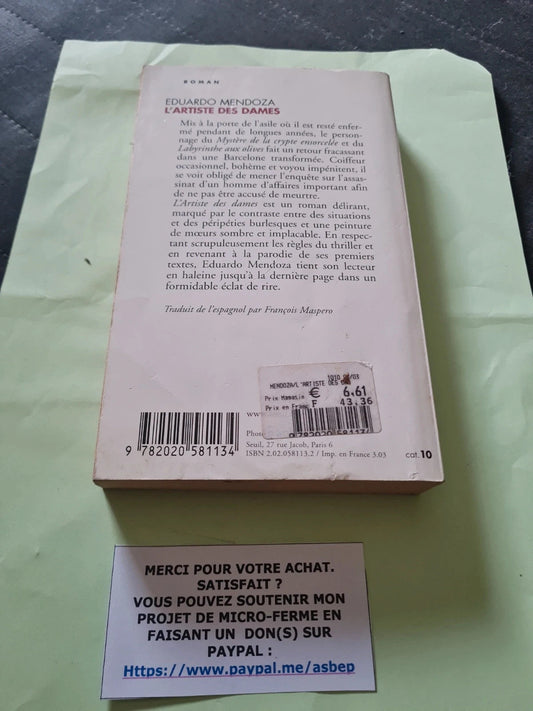 ROMAN
EDUARDO MENDOZA
L'ARTISTE DES DAMES
Mis à la porte de l'asile où il est resté enfer-
mé pendant de longues années, le person-
nage du Mystère de la crypte ensorcelée et du
Labyrinthe aux olives fait un retour fracassant
dans une Barcelone transformée. Coiffeur
occasionnel, bohème et voyou impénitent, il
se voit obligé de mener l'enquête sur l'assas-
sinat d'un homme d'affaires important afin
de ne pas être accusé de meurtre.
L'Artiste des dames est un roman délirant,
marqué par le contraste entre des situations
et des péripéties burlesques et une peinture
de mœurs sombre et implacable. En respec-
tant scrupuleusement les règles du thriller et
en revenant à la parodie de ses premiers
textes, Eduardo Mendoza tient son lecteur
en haleine jusqu'à la dernière page dans un
formidable éclat de rire.
Traduit de l'espagnol par François Maspero
MENDOZA/L'ARTISTE DES
Prix € 6.61
Prix en F 43.36
www.
Photo
Seuil, 27 rue Jacob, Paris 6
ISBN 2.02.058113.2 / Imp. en France 3.03
cat. 10
9 782020 581134
MERCI POUR VOTRE ACHAT.
SATISFAIT ?
VOUS POUVEZ SOUTENIR MON
PROJET DE MICRO-FERME EN
FAISANT UN DON(S) SUR
PAYPAL :
Https://www.paypal.me/asbep